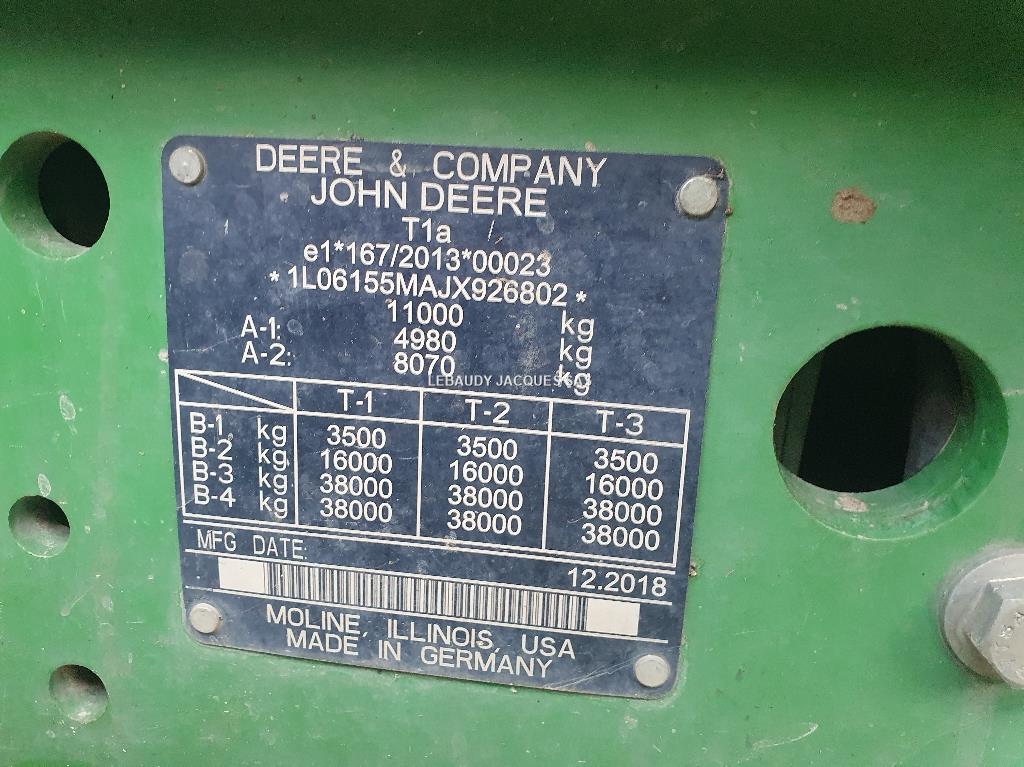 DEERE & COMPANY
JOHN DEERE
T1a
e1*167/2013*00023
*1L06155MAJX926802*
11000 kg
A-1: 4980 kg
A-2: 8070 kg
LEBAUDY JACQUES SAS
T-1 T-2 T-3
B-1 kg 3500 3500 3500
B-2 kg 16000 16000 16000
B-3 kg 38000 38000 38000
B-4 kg 38000 38000 38000
MFG DATE: 12.2018
MOLINE, ILLINOIS, USA
MADE IN GERMANY